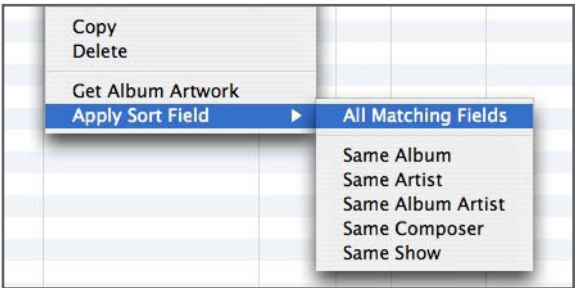 Copy
Delete
Get Album Artwork
Apply Sort Field
All Matching Fields
Same Album
Same Artist
Same Album Artist
Same Composer
Same Show